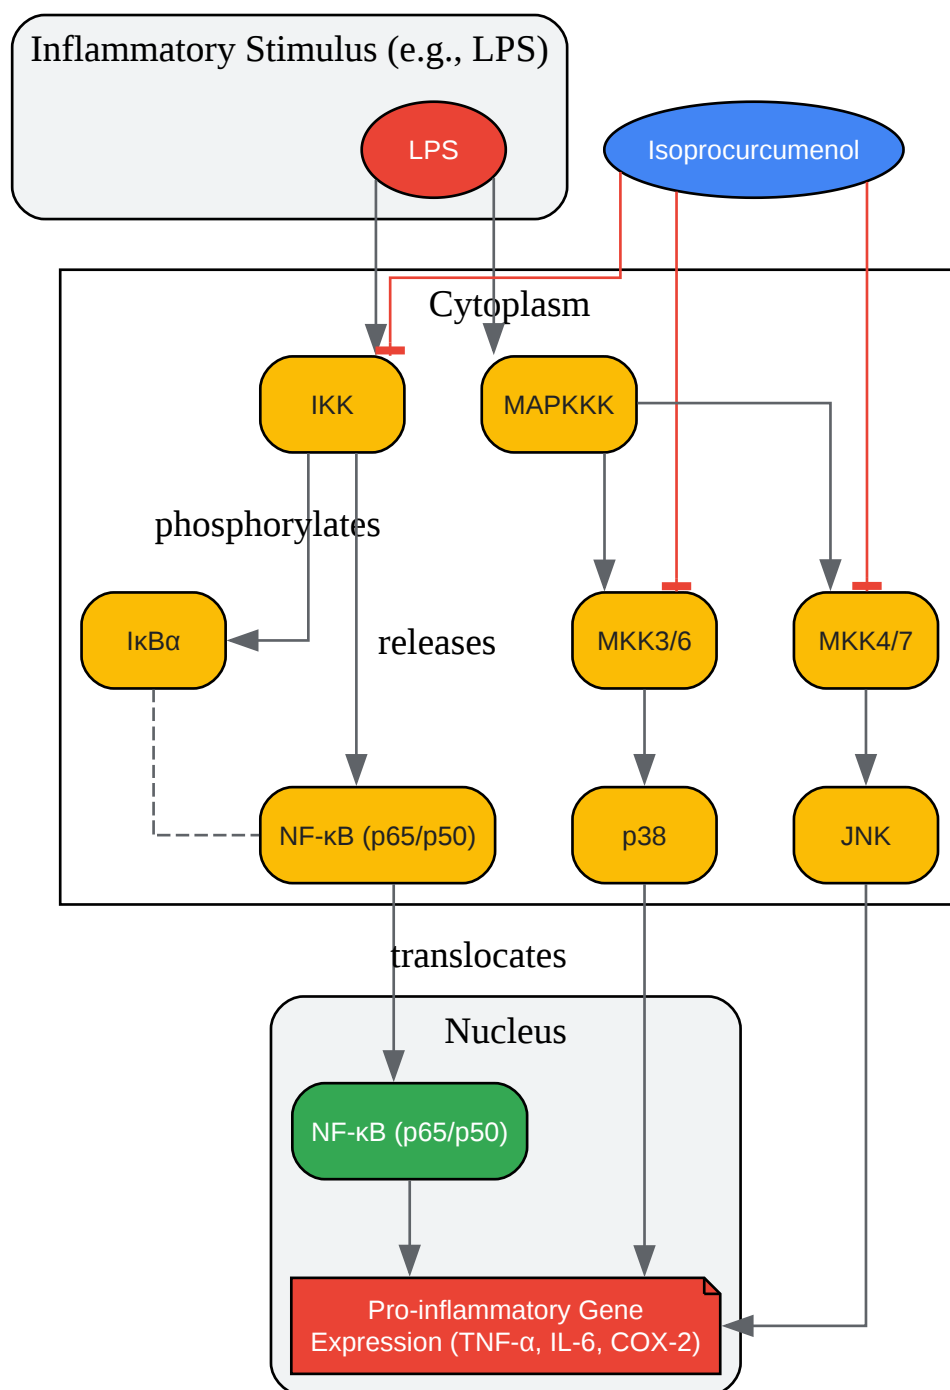 Inflammatory Stimulus (e.g., LPS)
LPS
Isoprocurcumenol
Cytoplasm
IKK
MAPKKK
phosphorylates
IκBα
releases
MKK3/6
MKK4/7
NF-κB (p65/p50)
p38
JNK
translocates
Nucleus
NF-κB (p65/p50)
Pro-inflammatory Gene
Expression (TNF-α, IL-6, COX-2)